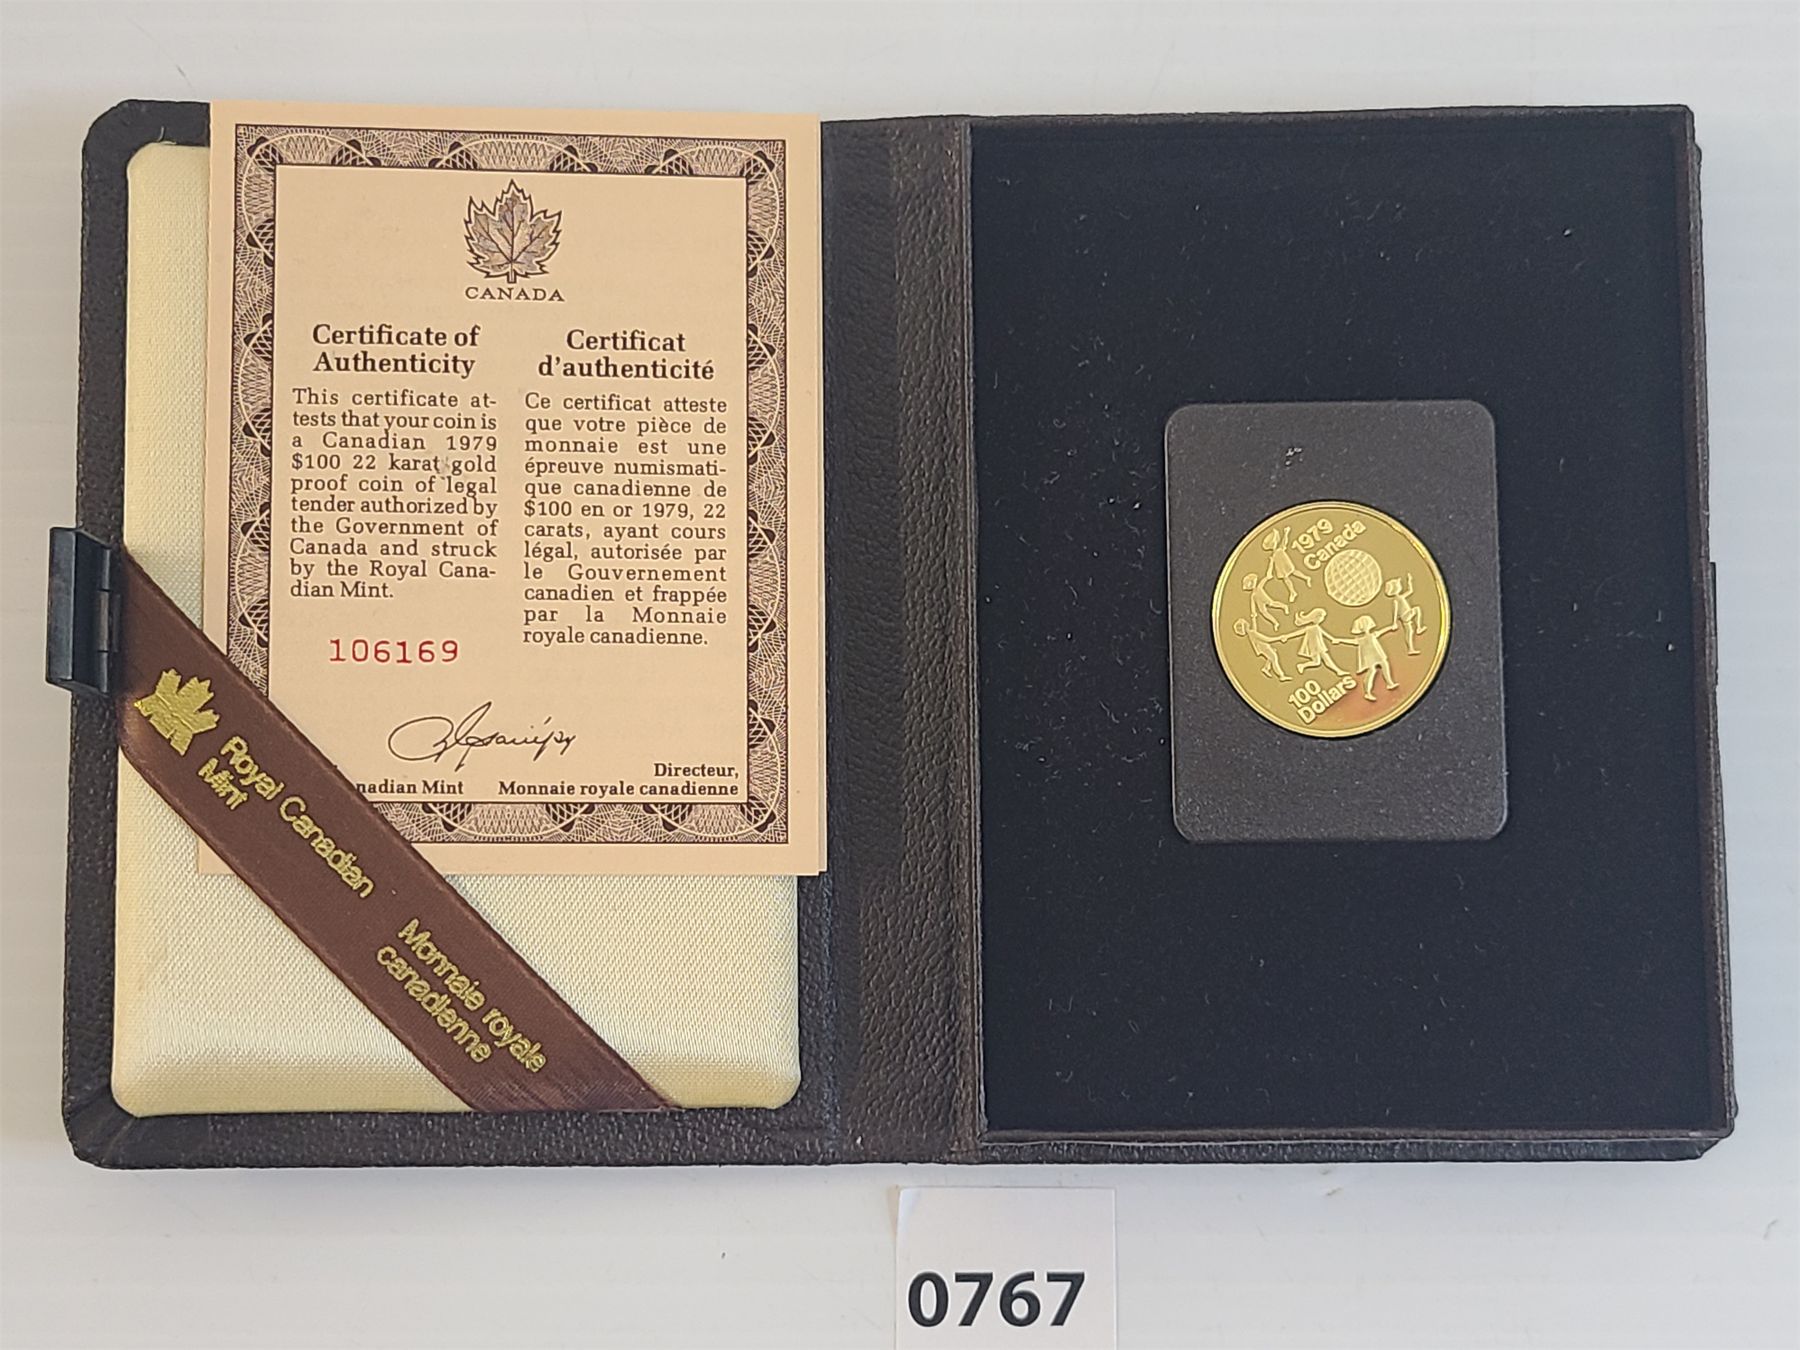 CANADA
Certificate of
Authenticity
This certificate at-
tests that your coin is
a Canadian 1979
$100 22 karat gold
proof coin of legal
tender authorized by
the Government of
Canada and struck
by the Royal Cana-
dian Mint.
106169
Certificat
d'authenticité
Ce certificat atteste
que votre pièce de
monnaie est une
épreuve numismati-
que canadienne de
$100 en or 1979, 22
carats, ayant cours
légal, autorisée par
le Gouvernement
canadien et frappée
par la Monnaie
royale canadienne.
nadian Mint
Directeur,
Monnaie royale canadienne
Royal Canadian
Mint
Monnaie royale
canadienne
1979
Canada
100
Dollars
0767